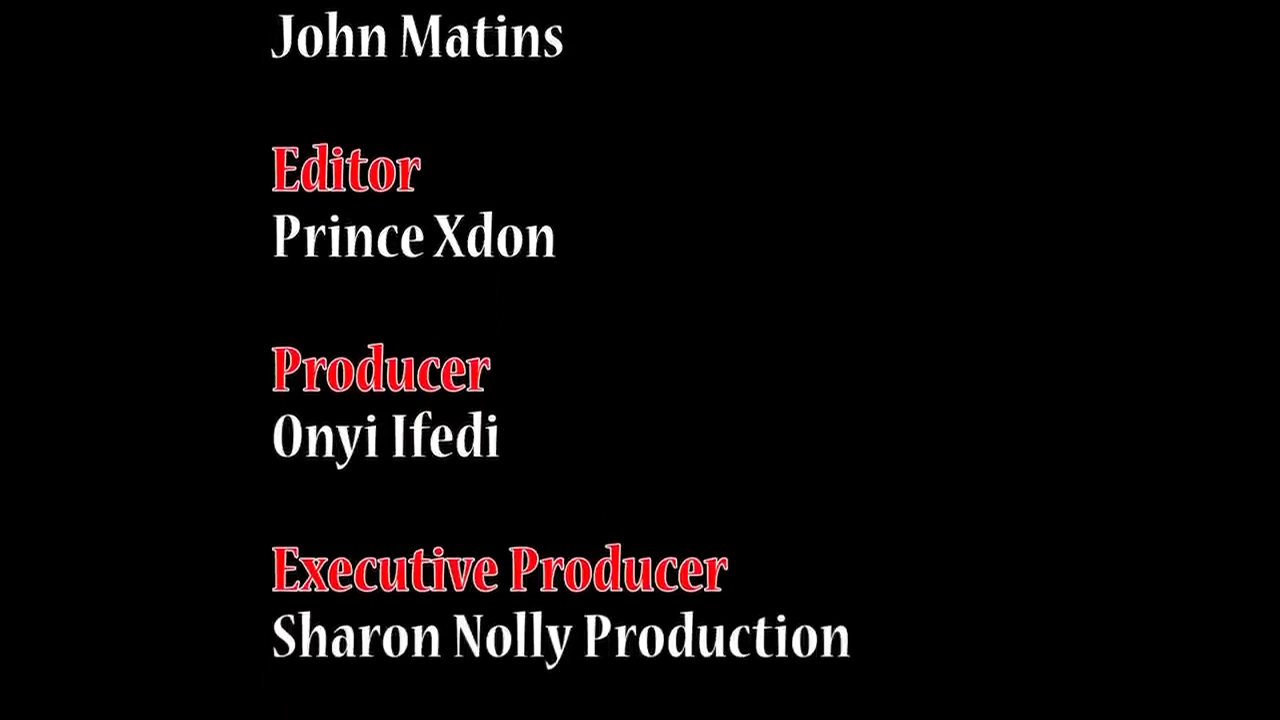 John Matins
Editor
Prince Xdon
Producer
Onyi Ifedi
Executive Producer
Sharon Nolly Production